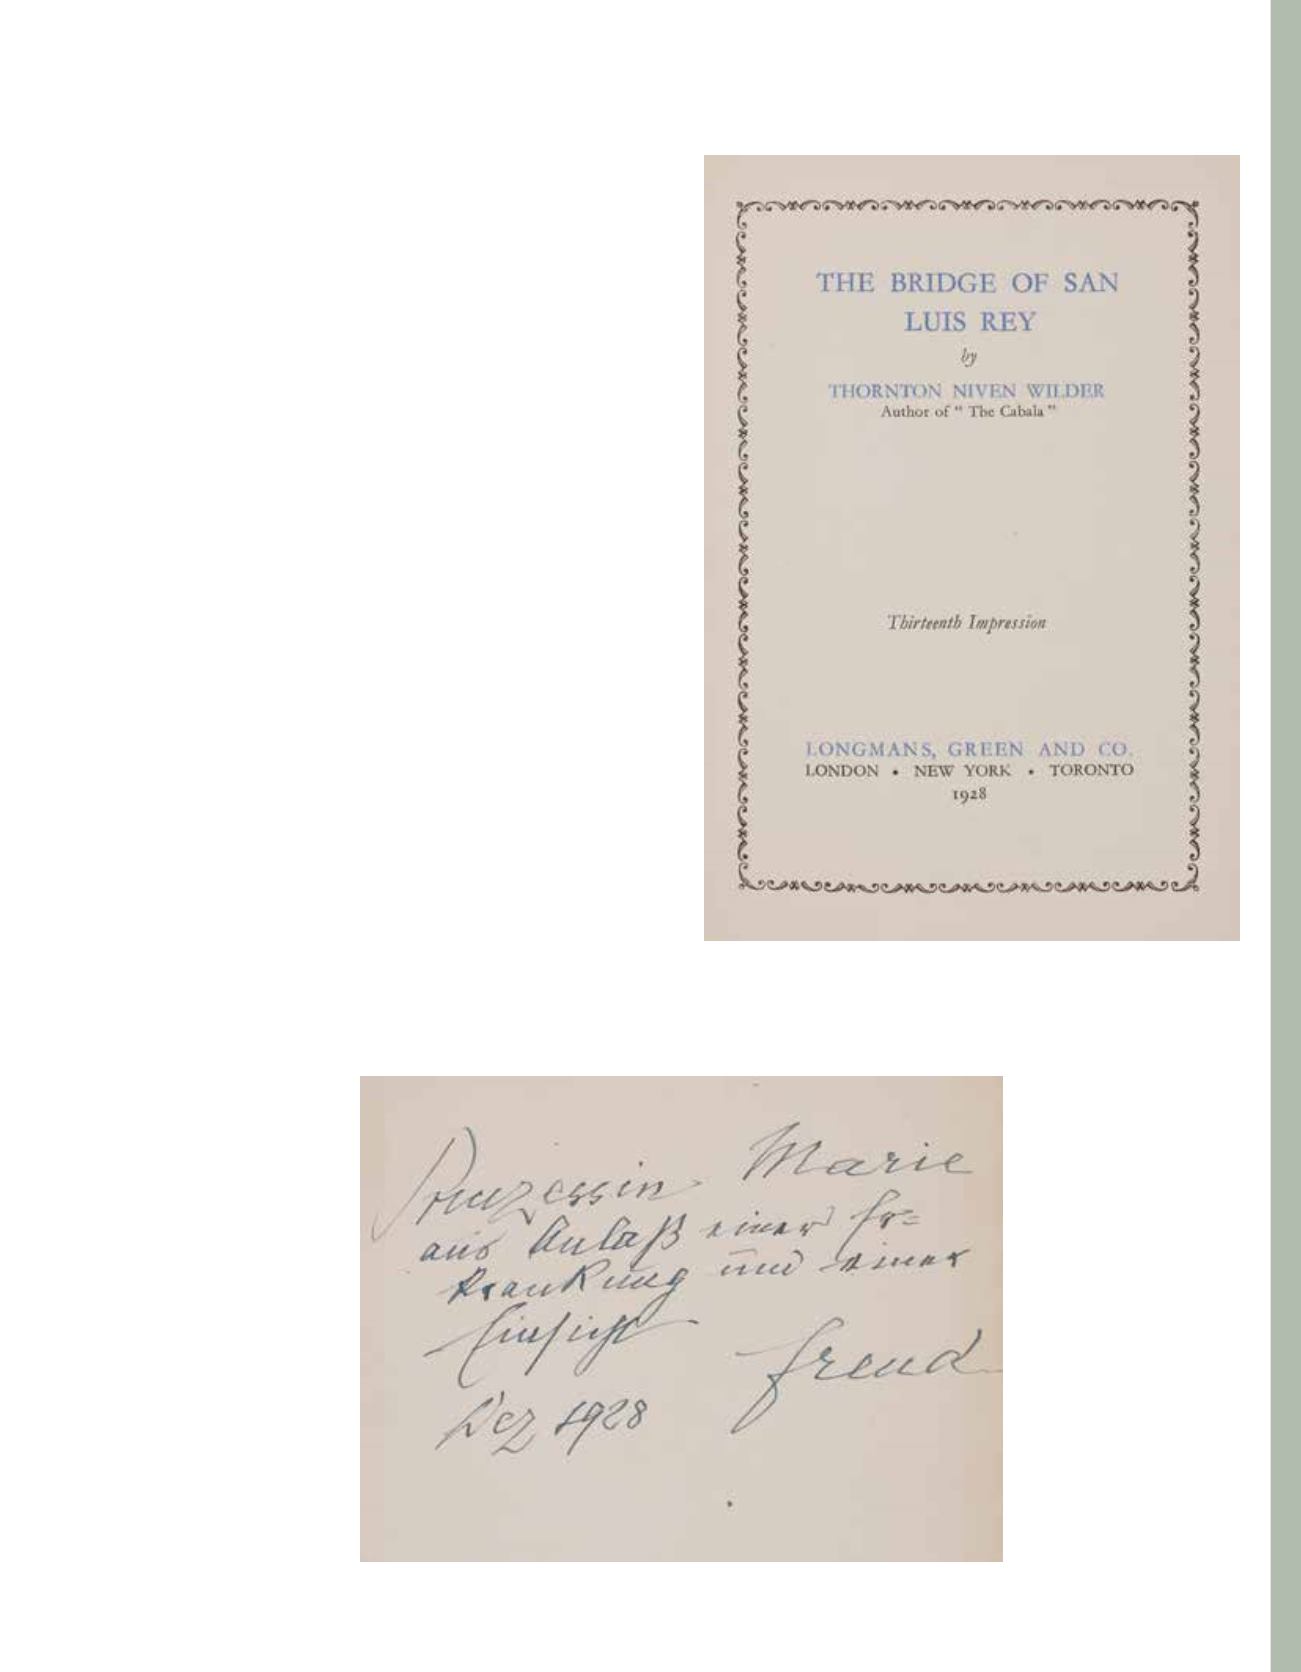 THE BRIDGE OF SAN
LUIS REY
by
THORNTON NIVEN WILDER
Author of “ The Cabala ”
Thirteenth Impression
LONGMANS, GREEN AND CO.
LONDON • NEW YORK • TORONTO
1928
Prinzessin Marie
aus Anlaß einer Er=
krankung und einer
Einsicht
Freud
Dez 1928